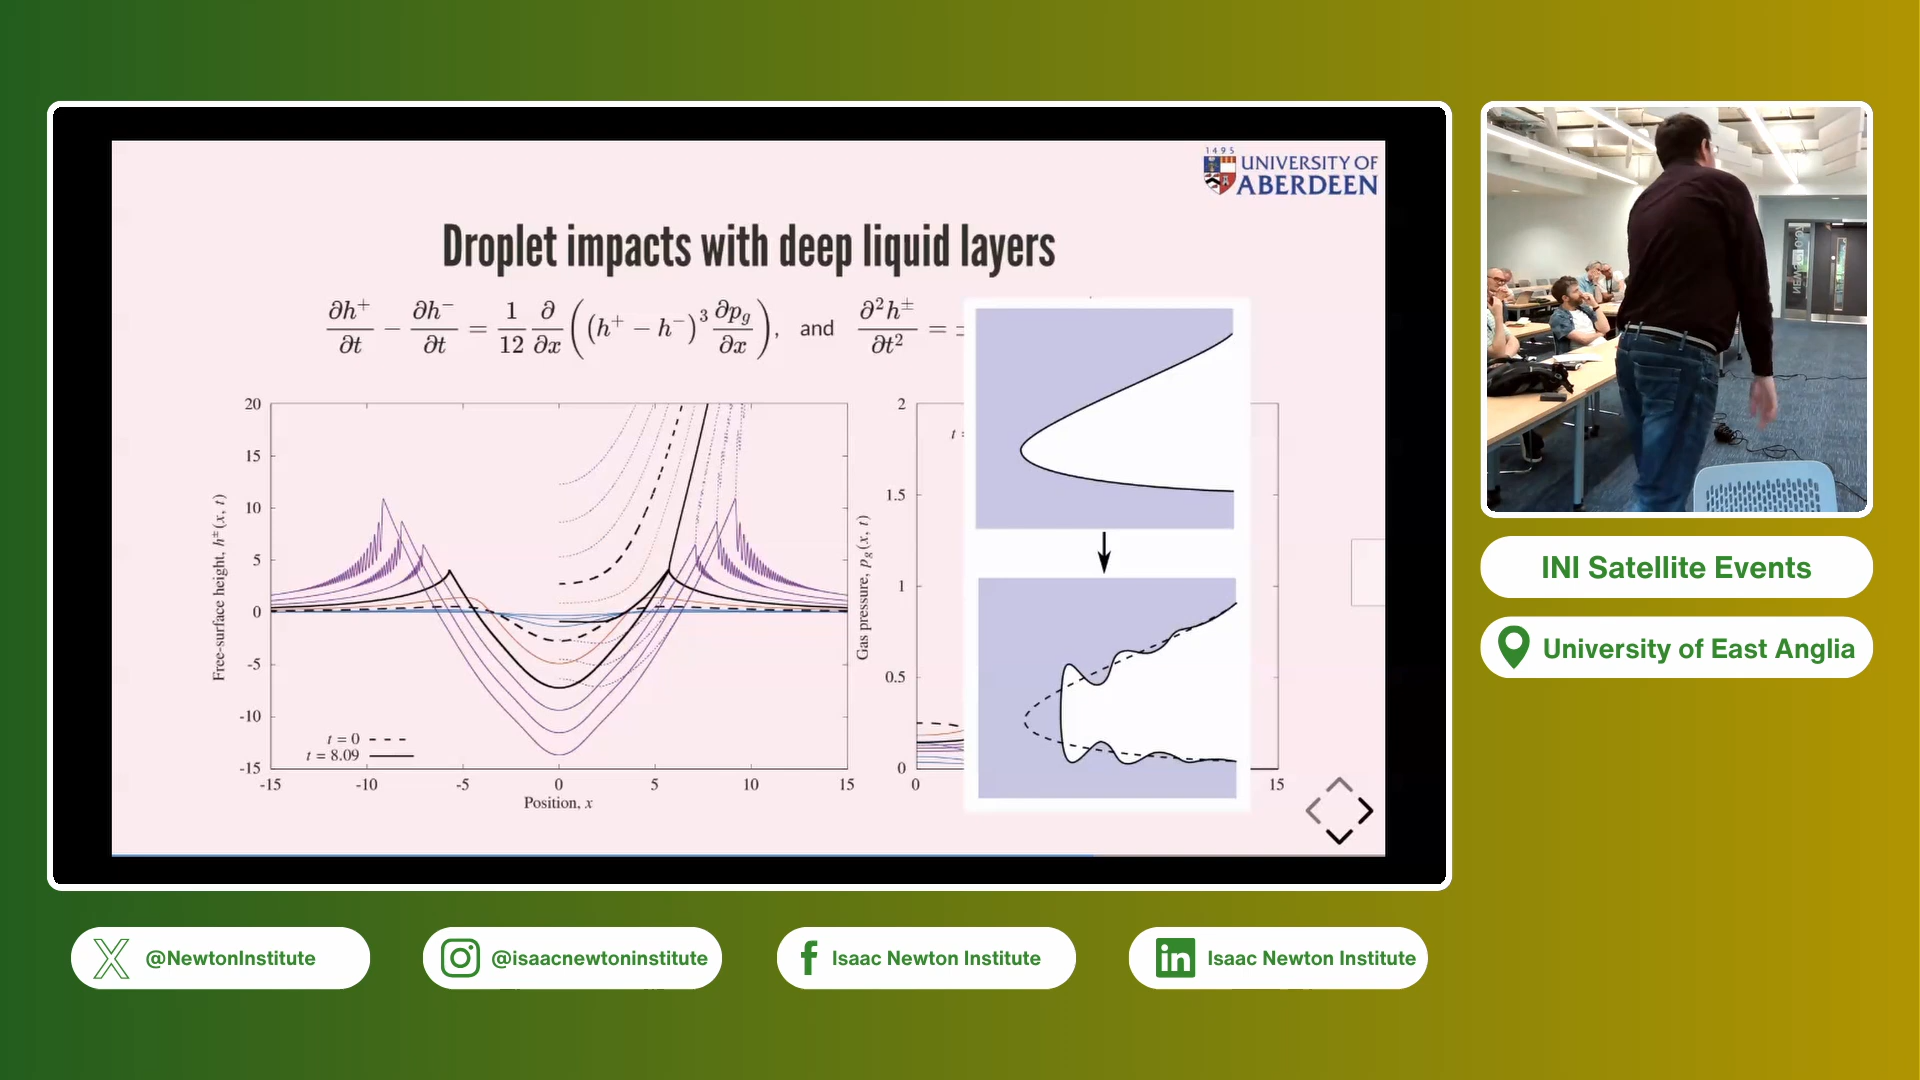 1495
UNIVERSITY OF
ABERDEEN
Droplet impacts with deep liquid layers
∂h⁺/∂t − ∂h⁻/∂t = 1/12 ∂/∂x ( (h⁺ − h⁻)³ ∂p_g/∂x ), and ∂²h^±/∂t² =
20
15
10
5
0
-5
-10
-15
-15
-10
-5
0
5
10
15
Position, x
Free-surface height, h^±(x, t)
t = 0
t = 8.09
2
1.5
1
0.5
0
0
15
Gas pressure, p_g(x, t)
t =
INI Satellite Events
University of East Anglia
@NewtonInstitute
@isaacnewtoninstitute
Isaac Newton Institute
Isaac Newton Institute